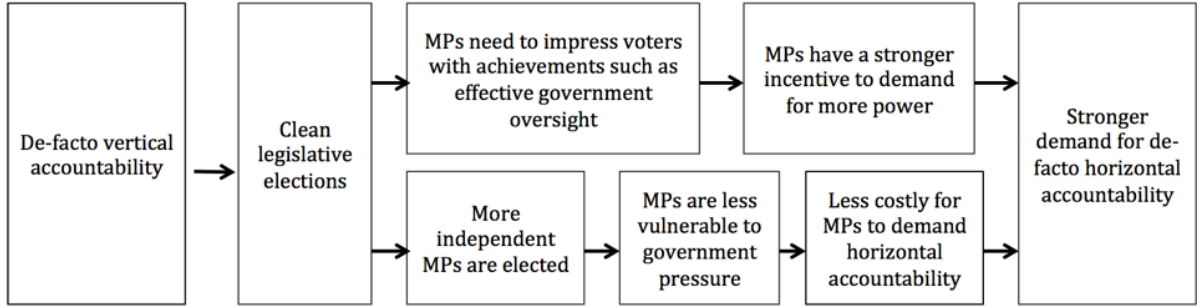 De-facto vertical
accountability
Clean
legislative
elections
MPs need to impress voters
with achievements such as
effective government
oversight
MPs have a stronger
incentive to demand
for more power
More
independent
MPs are elected
MPs are less
vulnerable to
government
pressure
Less costly for
MPs to demand
horizontal
accountability
Stronger
demand for de-
facto horizontal
accountability